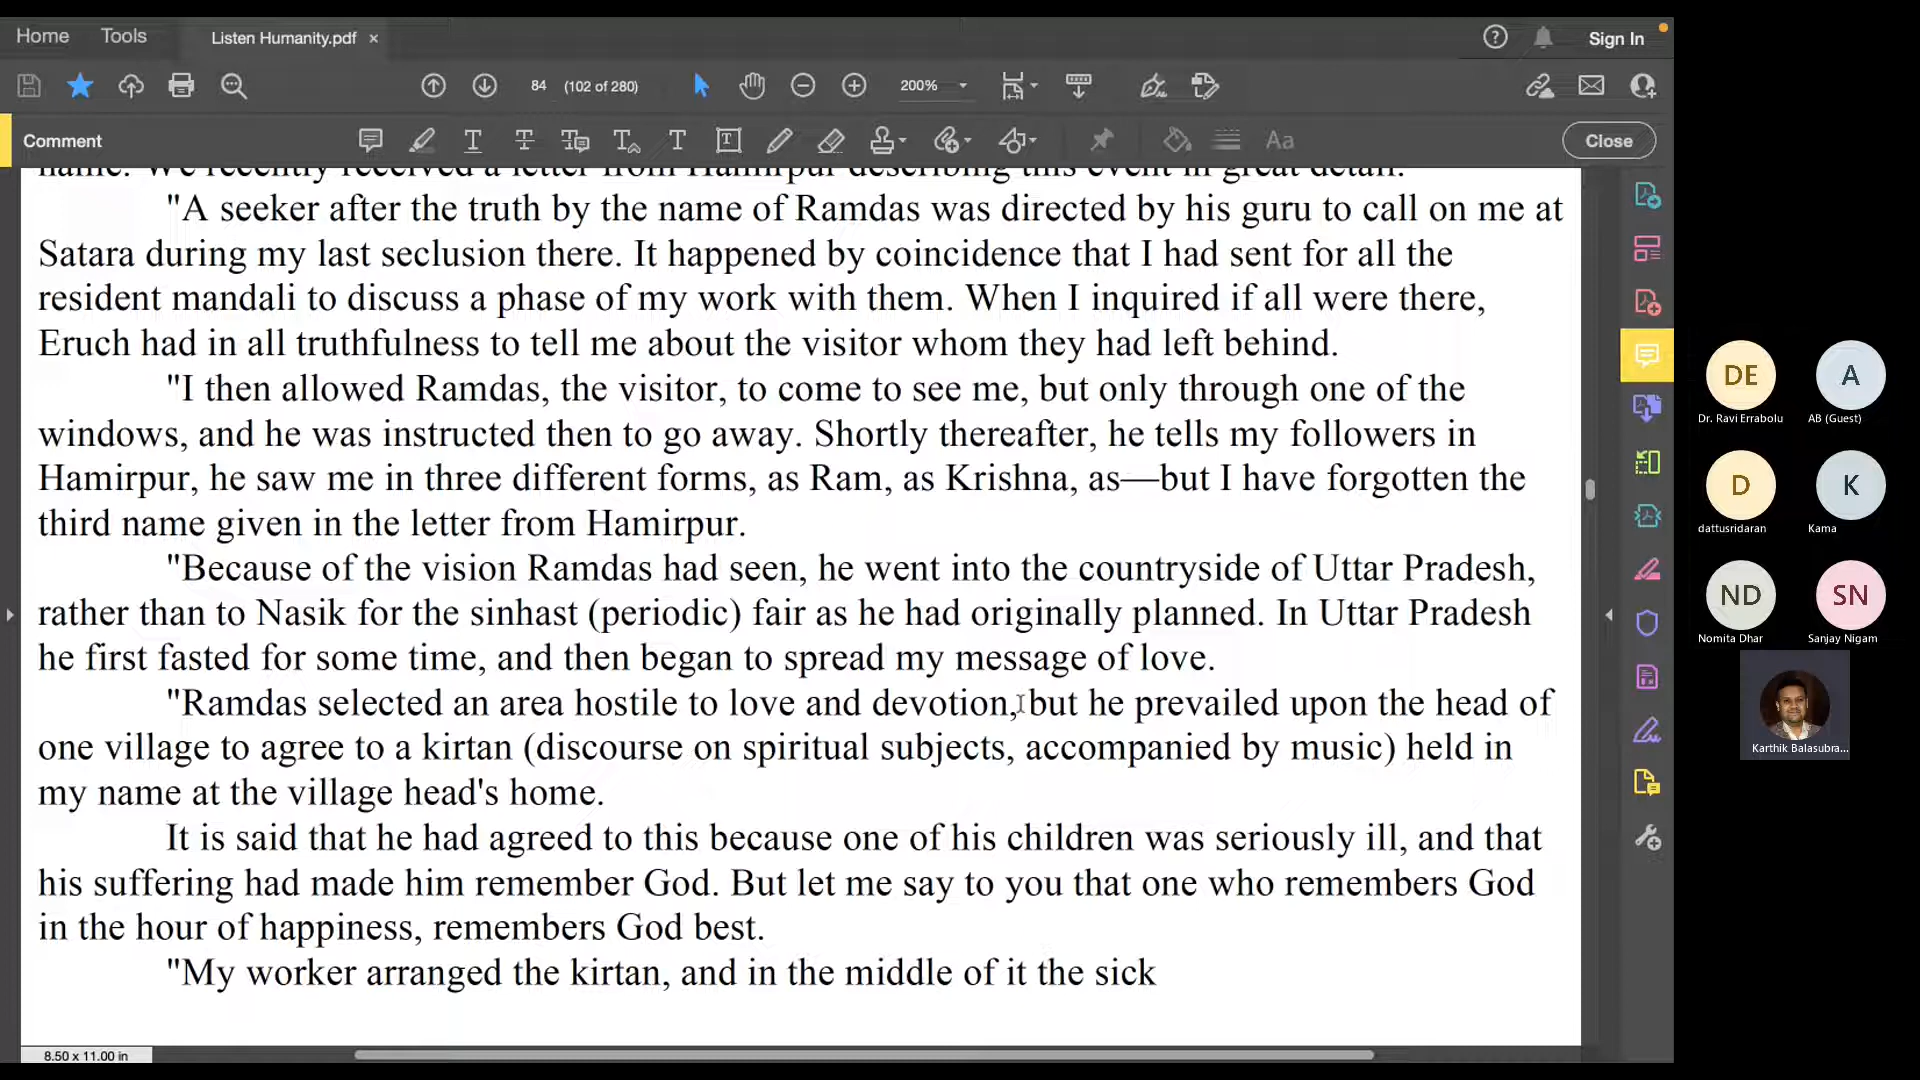 Home
Tools
Listen Humanity.pdf ×
Sign In
84 (102 of 280)
200%
Comment
Aa
Close
name. We recently received a letter from Hamirpur describing this event in great detail.
"A seeker after the truth by the name of Ramdas was directed by his guru to call on me at
Satara during my last seclusion there. It happened by coincidence that I had sent for all the
resident mandali to discuss a phase of my work with them. When I inquired if all were there,
Eruch had in all truthfulness to tell me about the visitor whom they had left behind.
"I then allowed Ramdas, the visitor, to come to see me, but only through one of the
windows, and he was instructed then to go away. Shortly thereafter, he tells my followers in
Hamirpur, he saw me in three different forms, as Ram, as Krishna, as—but I have forgotten the
third name given in the letter from Hamirpur.
"Because of the vision Ramdas had seen, he went into the countryside of Uttar Pradesh,
rather than to Nasik for the sinhast (periodic) fair as he had originally planned. In Uttar Pradesh
he first fasted for some time, and then began to spread my message of love.
"Ramdas selected an area hostile to love and devotion, but he prevailed upon the head of
one village to agree to a kirtan (discourse on spiritual subjects, accompanied by music) held in
my name at the village head's home.
It is said that he had agreed to this because one of his children was seriously ill, and that
his suffering had made him remember God. But let me say to you that one who remembers God
in the hour of happiness, remembers God best.
"My worker arranged the kirtan, and in the middle of it the sick
8.50 x 11.00 in
DE
A
Dr. Ravi Errabolu
AB (Guest)
D
K
dattusridaran
Kama
ND
SN
Nomita Dhar
Sanjay Nigam
Karthik Balasubra...